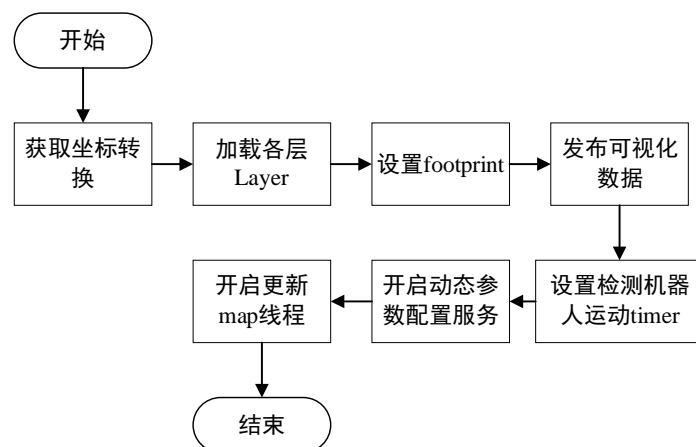 开始
获取坐标转
换
加载各层
Layer
设置footprint
发布可视化
数据
设置检测机器
人运动timer
开启动态参
数配置服务
开启更新
map线程
结束